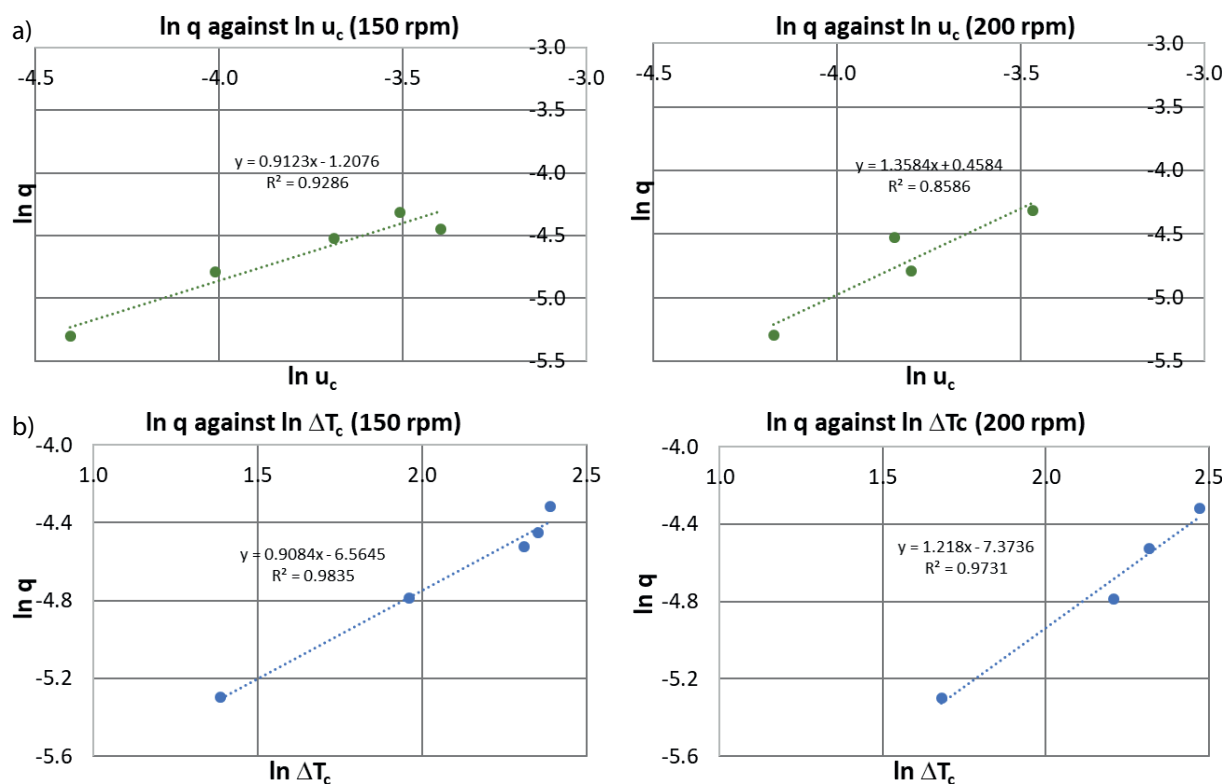 a)
ln q against ln u_c (150 rpm)
-3.0
-4.5 -4.0 -3.5 -3.0
-3.5
y = 0.9123x - 1.2076
R² = 0.9286
-4.0
ln q
-4.5
-5.0
-5.5
ln u_c
ln q against ln u_c (200 rpm)
-3.0
-4.5 -4.0 -3.5 -3.0
-3.5
y = 1.3584x + 0.4584
R² = 0.8586
-4.0
ln q
-4.5
-5.0
-5.5
ln u_c
b)
ln q against ln ΔT_c (150 rpm)
-4.0
1.0 1.5 2.0 2.5
-4.4
y = 0.9084x - 6.5645
R² = 0.9835
ln q
-4.8
-5.2
-5.6
ln ΔT_c
ln q against ln ΔTc (200 rpm)
-4.0
1.0 1.5 2.0 2.5
-4.4
y = 1.218x - 7.3736
R² = 0.9731
ln q
-4.8
-5.2
-5.6
ln ΔT_c